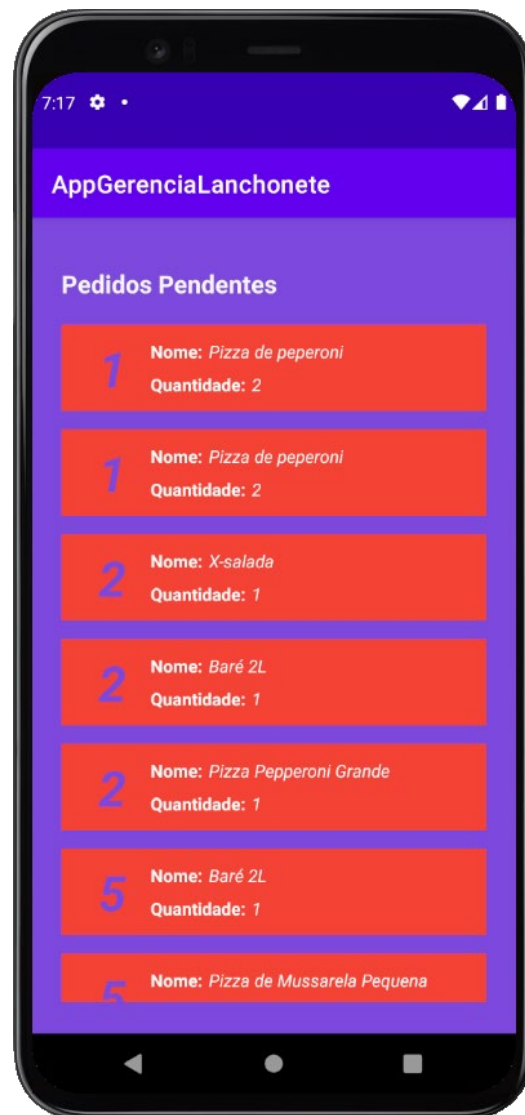 7:17
AppGerenciaLanchonete
Pedidos Pendentes
1
Nome: Pizza de peperoni
Quantidade: 2
1
Nome: Pizza de peperoni
Quantidade: 2
2
Nome: X-salada
Quantidade: 1
2
Nome: Baré 2L
Quantidade: 1
2
Nome: Pizza Pepperoni Grande
Quantidade: 1
5
Nome: Baré 2L
Quantidade: 1
5
Nome: Pizza de Mussarela Pequena